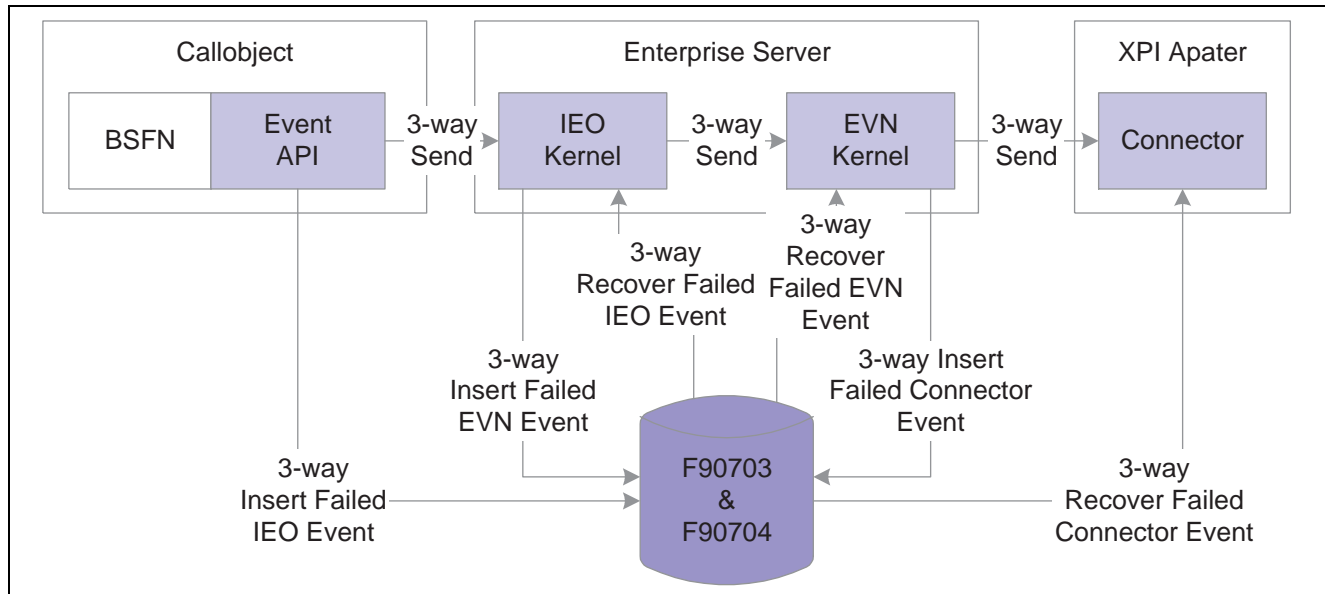 Callobject
Enterprise Server
XPI Apater
BSFN
Event
API
3-way
Send
IEO
Kernel
3-way
Send
EVN
Kernel
3-way
Send
Connector
3-way
Recover Failed
IEO Event
3-way
Recover
Failed EVN
Event
3-way
Insert Failed
EVN Event
3-way Insert
Failed Connector
Event
3-way
Insert Failed
IEO Event
F90703
&
F90704
3-way
Recover Failed
Connector Event